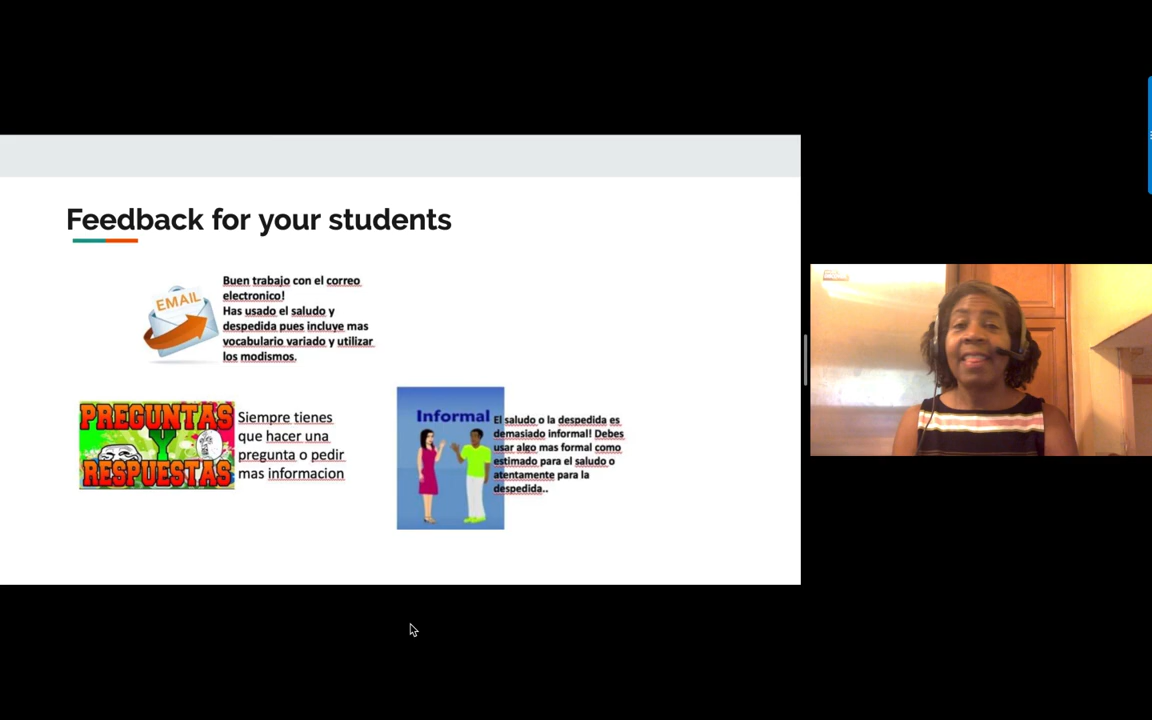 Feedback for your students
EMAIL
Buen trabajo con el correo
electronico!
Has usado el saludo y
despedida pues incluye mas
vocabulario variado y utilizar
los modismos.
PREGUNTAS
Y
RESPUESTAS
Siempre tienes
que hacer una
pregunta o pedir
mas informacion
Informal
El saludo o la despedida es
demasiado informal! Debes
usar algo mas formal como
estimado para el saludo o
atentamente para la
despedida..